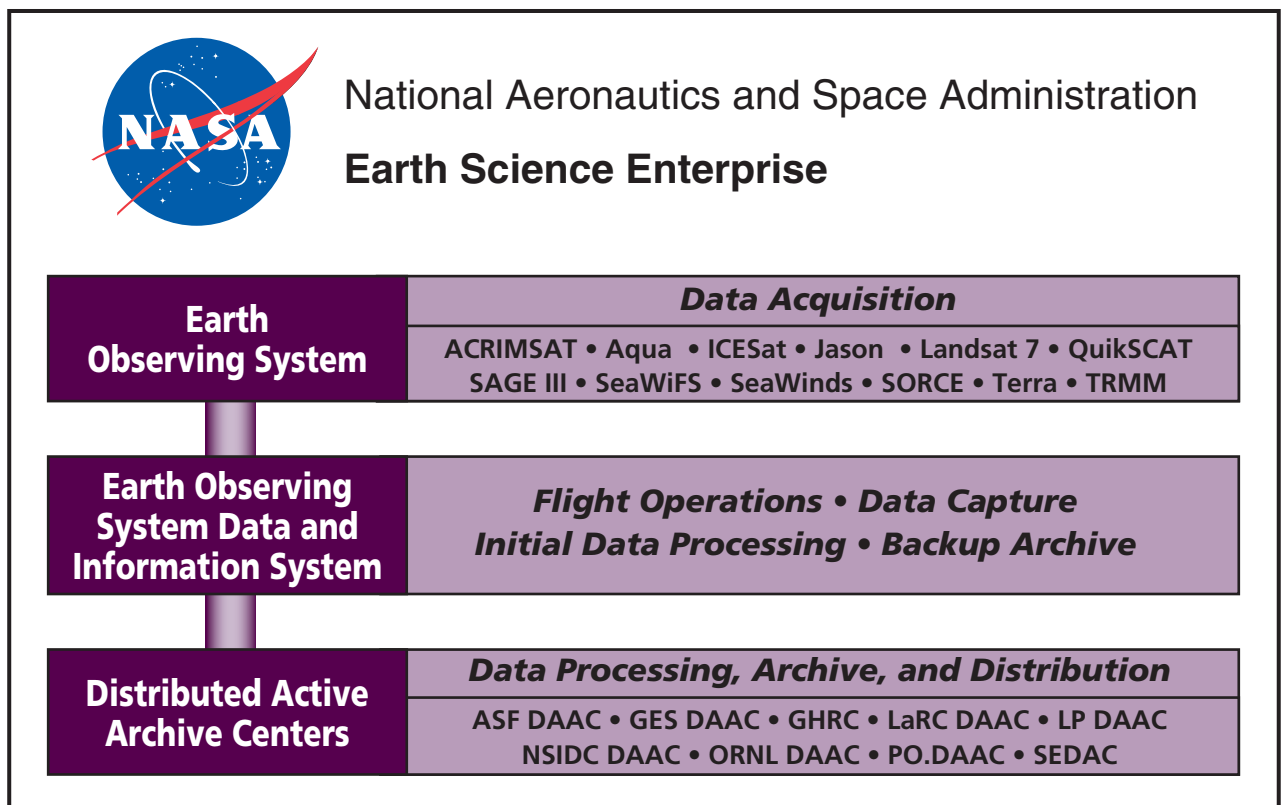 NASA
National Aeronautics and Space Administration
Earth Science Enterprise
Earth
Observing System
Data Acquisition
ACRIMSAT • Aqua • ICESat • Jason • Landsat 7 • QuikSCAT
SAGE III • SeaWiFS • SeaWinds • SORCE • Terra • TRMM
Earth Observing
System Data and
Information System
Flight Operations • Data Capture
Initial Data Processing • Backup Archive
Distributed Active
Archive Centers
Data Processing, Archive, and Distribution
ASF DAAC • GES DAAC • GHRC • LaRC DAAC • LP DAAC
NSIDC DAAC • ORNL DAAC • PO.DAAC • SEDAC